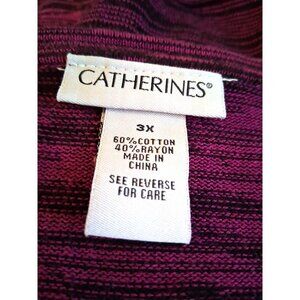 CATHERINES®
3X
60%COTTON
40%RAYON
MADE IN
CHINA
SEE REVERSE
FOR CARE